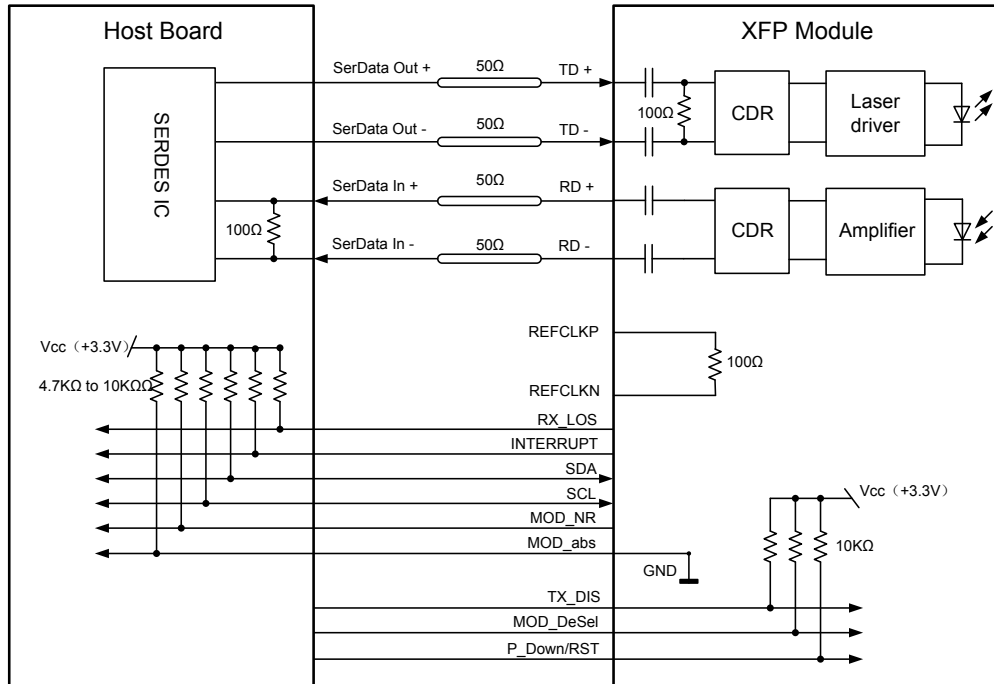 Host Board
XFP Module
SERDES IC
SerData Out +
50Ω
TD +
SerData Out -
50Ω
TD -
100Ω
CDR
Laser
driver
SerData In +
50Ω
RD +
100Ω
SerData In -
50Ω
RD -
CDR
Amplifier
REFCLKP
100Ω
REFCLKN
Vcc（+3.3V）
4.7KΩ to 10KΩΩ
RX_LOS
INTERRUPT
SDA
SCL
MOD_NR
MOD_abs
GND
Vcc（+3.3V）
10KΩ
TX_DIS
MOD_DeSel
P_Down/RST